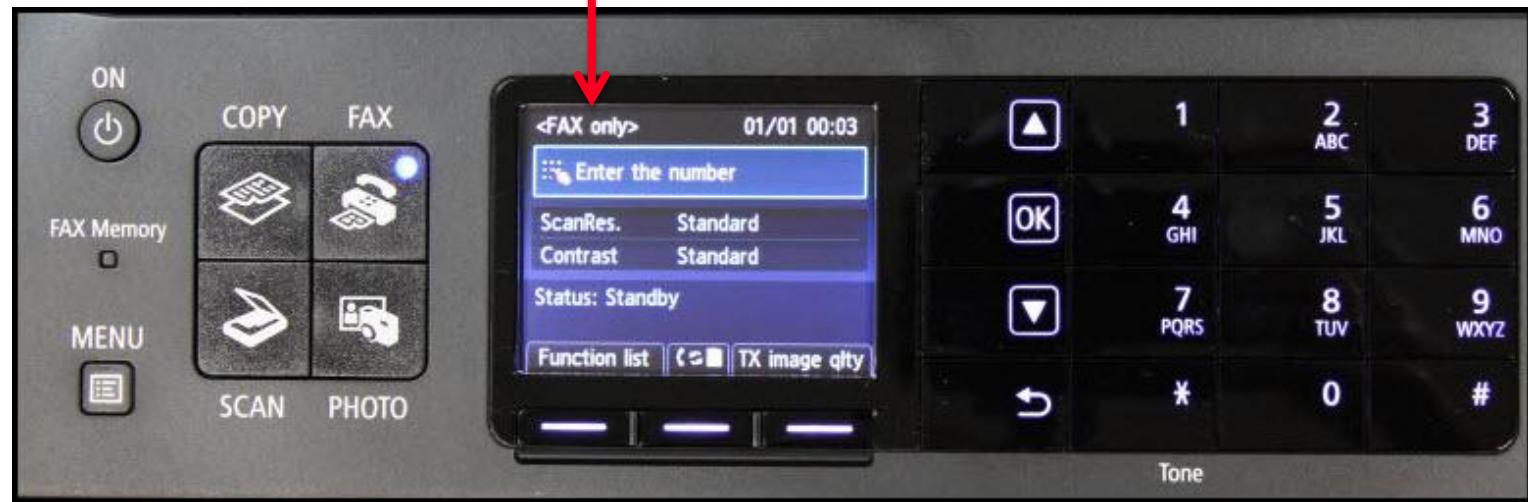 ON
COPY FAX
FAX Memory
MENU
SCAN PHOTO
<FAX only> 01/01 00:03
Enter the number
ScanRes. Standard
Contrast Standard
Status: Standby
Function list TX image qlty
1 2 3
ABC DEF
OK 4 5 6
GHI JKL MNO
7 8 9
PQRS TUV WXYZ
* 0 #
Tone